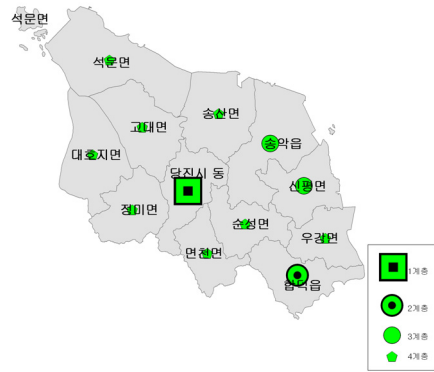 석문면
석문면
송산면
고대면
송악읍
대호지면
당진시 동
신평면
정미면
순성면
우강면
면천면
합덕읍
1계층
2계층
3계층
4계층